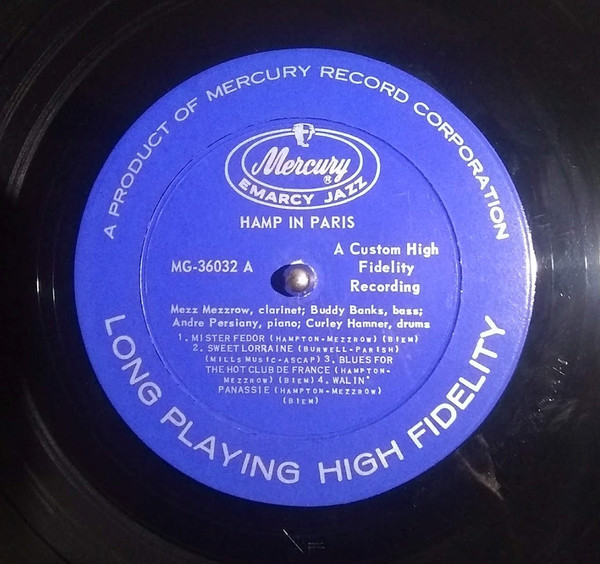 A PRODUCT OF MERCURY RECORD CORPORATION
Mercury
®
EMARCY JAZZ
HAMP IN PARIS
MG-36032 A
A Custom High
Fidelity
Recording
Mezz Mezzrow, clarinet; Buddy Banks, bass;
Andre Persiany, piano; Curley Hamner, drums
1. MISTER FEDOR (HAMPTON-MEZZROW) (BIEM)
2. SWEET LORRAINE (BURWELL-PARISH)
(MILLS MUSIC-ASCAP) 3. BLUES FOR
THE HOT CLUB DE FRANCE (HAMPTON-
MEZZROW) (BIEM) 4. WALIN'
PANASSIE (HAMPTON-MEZZROW)
(BIEM)
LONG PLAYING HIGH FIDELITY